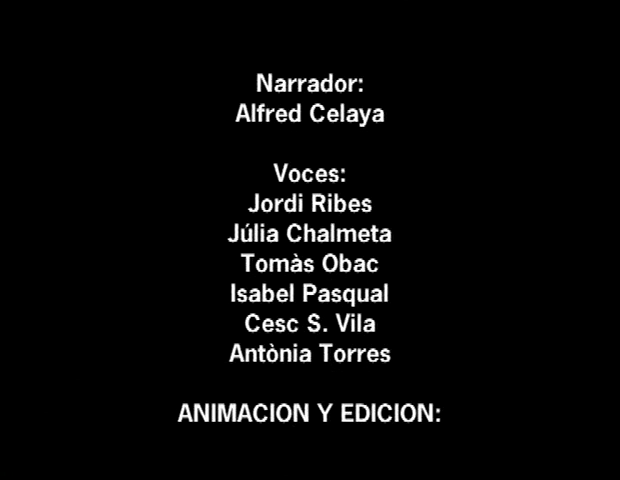 Narrador:
Alfred Celaya
Voces:
Jordi Ribes
Júlia Chalmeta
Tomàs Obac
Isabel Pasqual
Cesc S. Vila
Antònia Torres
ANIMACION Y EDICION: